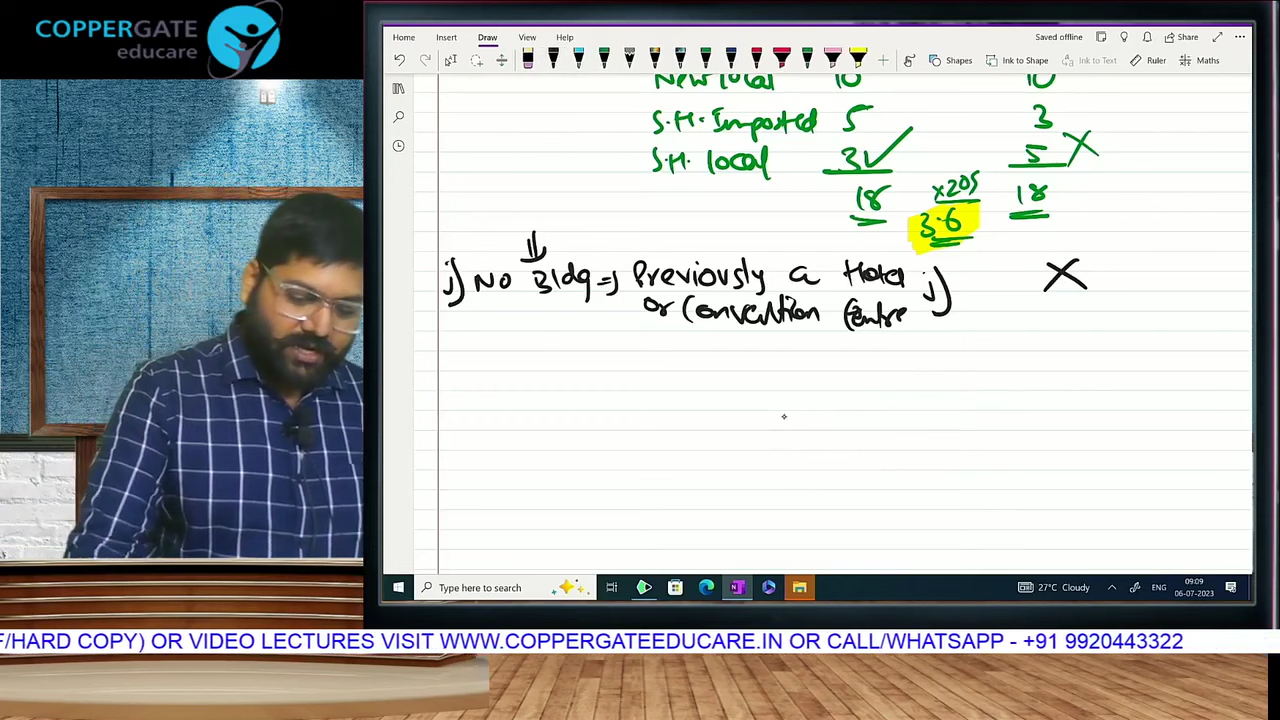 COPPERGATE
educare
Home Insert Draw View Help
Saved offline
Share
Shapes
Ink to Shape
Ink to Text
Ruler
Maths
New local 10 10
S.H. Imported 5 3
S.H. local 3 5
18 x20% 18
3.6
j) No Bldg => Previously a Hotel j)
or Convention Centre
Type here to search
27°C Cloudy
ENG
09:09
06-07-2023
F/HARD COPY) OR VIDEO LECTURES VISIT WWW.COPPERGATEEDUCARE.IN OR CALL/WHATSAPP - +91 9920443322